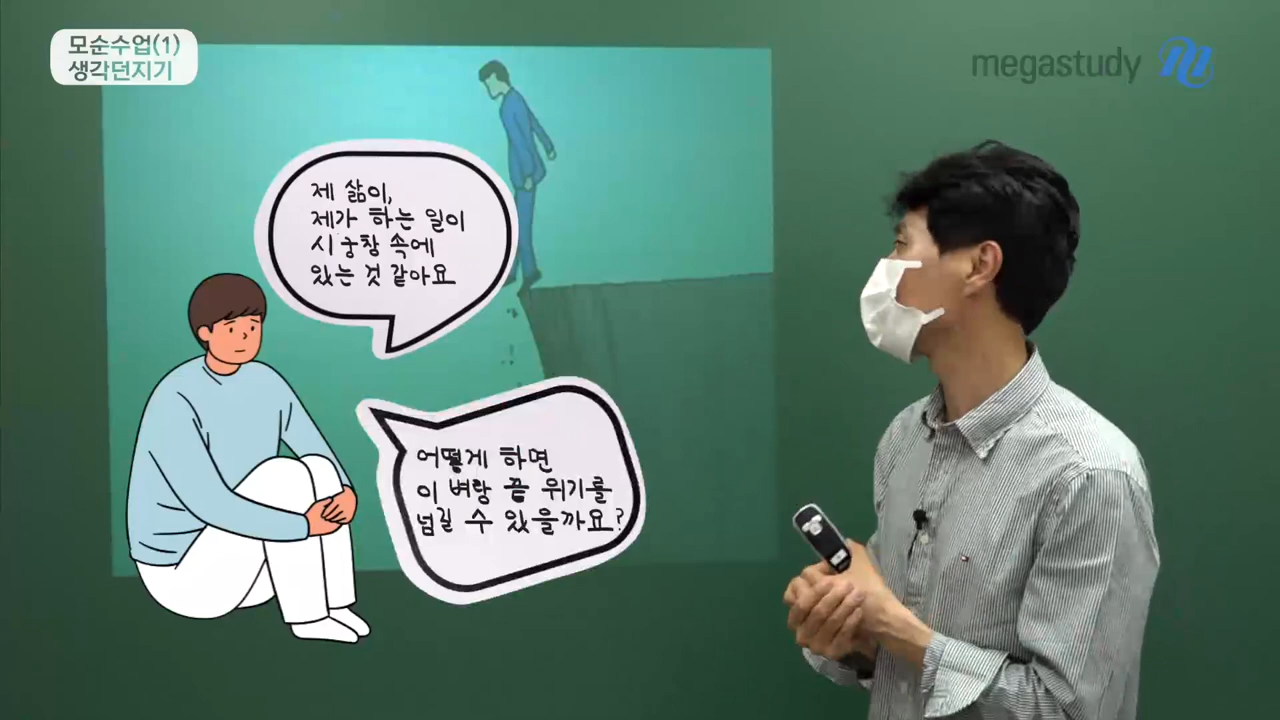 모순수업(1)
생각던지기
megastudy
제 삶이,
제가 하는 일이
시궁창 속에
있는 것 같아요
어떻게 하면
이 벼랑 끝 위기를
넘길 수 있을까요?